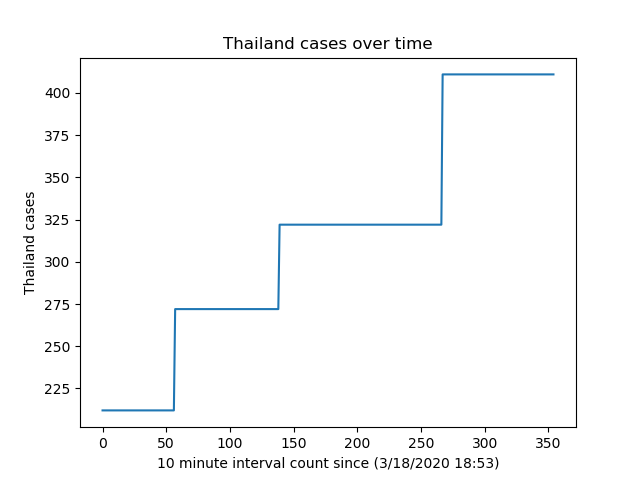 Thailand cases over time
400
375
350
325
300
275
250
225
Thailand cases
0 50 100 150 200 250 300 350
10 minute interval count since (3/18/2020 18:53)